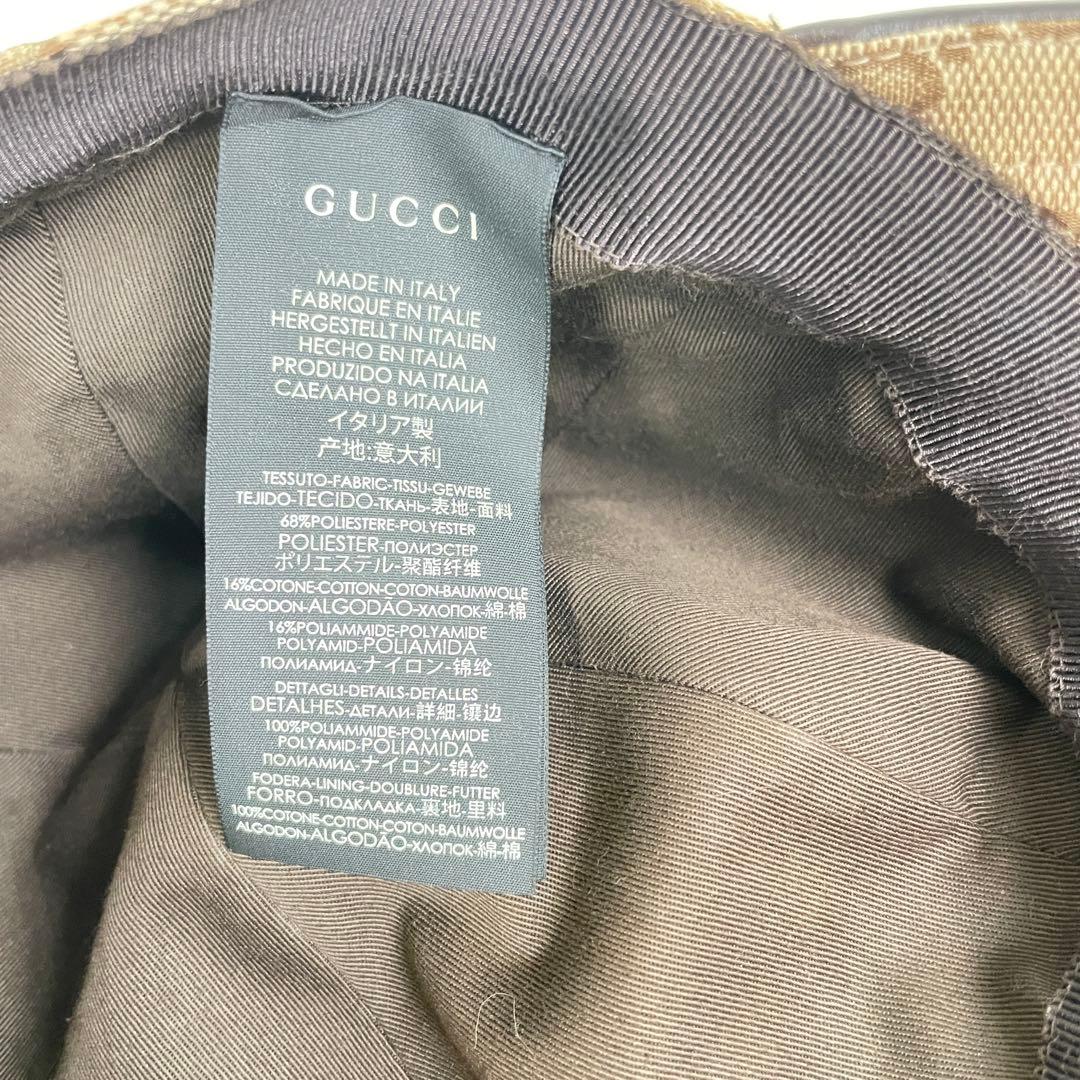 GUCCI
MADE IN ITALY
FABRIQUE EN ITALIE
HERGESTELLT IN ITALIEN
HECHO EN ITALIA
PRODUZIDO NA ITALIA
СДЕЛАНО В ИТАЛИИ
イタリア製
产地:意大利
TESSUTO-FABRIC-TISSU-GEWEBE
TEJIDO-TECIDO-ТКАНЬ-表地-面料
68%POLIESTERE-POLYESTER
POLIESTER-ПОЛИЭСТЕР
ポリエステル-聚酯纤维
16%COTONE-COTTON-COTON-BAUMWOLLE
ALGODON-ALGODÃO-ХЛОПОК-綿-棉
16%POLIAMMIDE-POLYAMIDE
POLYAMID-POLIAMIDA
ПОЛИАМИД-ナイロン-锦纶
DETTAGLI-DETAILS-DETALLES
DETALHES-ДЕТАЛИ-詳細-镶边
100%POLIAMMIDE-POLYAMIDE
POLYAMID-POLIAMIDA
ПОЛИАМИД-ナイロン-锦纶
FODERA-LINING-DOUBLURE-FUTTER
FORRO-ПОДКЛАДКА-裏地-里料
100%COTONE-COTTON-COTON-BAUMWOLLE
ALGODON-ALGODÃO-ХЛОПОК-綿-棉